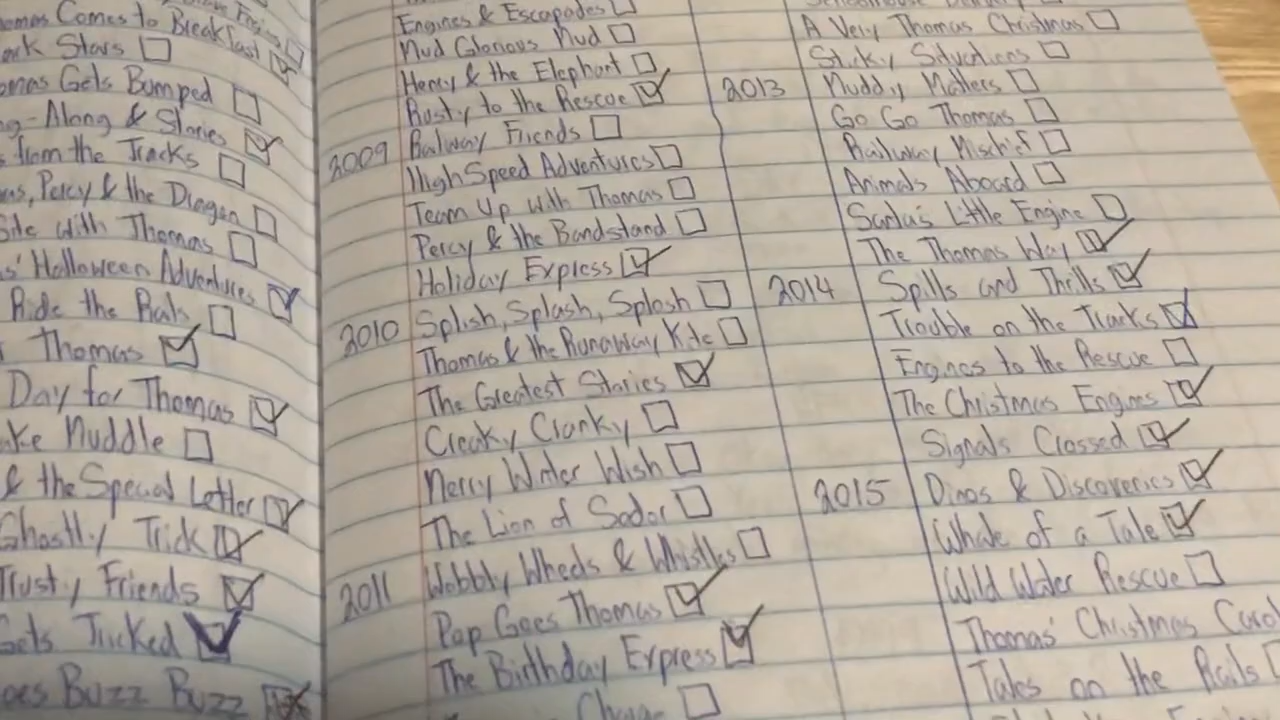 omas Comes to Breakfast
Stars
omas Gets Bumped
g-Along & Stories
s from the Tracks
as, Percy & the Dragon
Side with Thomas
s' Halloween Adventures
Ride the Rails
Thomas
Day for Thomas
ke Muddle
& the Special Letter
Ghostly Trick
Trusty Friends
Gets Tricked
oes Buzz Buzz
Engines & Escapades
Mud Glorious Mud
Henry & the Elephant
Rusty to the Rescue
2009 Railway Friends
High Speed Adventures
Team Up with Thomas
Percy & the Bandstand
Holiday Express
2010 Splish, Splash, Splosh
Thomas & the Runaway Kite
The Greatest Stories
Creaky Cranky
Merry Winter Wish
The Lion of Sodor
2011 Wobbly Wheels & Whistles
Pop Goes Thomas
The Birthday Express
A Very Thomas Christmas
Sticky Situations
2013 Muddy Matters
Go Go Thomas
Railway Mischief
Animals Aboard
Santa's Little Engine
The Thomas Way
2014 Spills and Thrills
Trouble on the Tracks
Engines to the Rescue
The Christmas Engines
Signals Crossed
2015 Dinos & Discoveries
Whale of a Tale
Wild Water Rescue
Thomas' Christmas Carol
Tales on the Rails